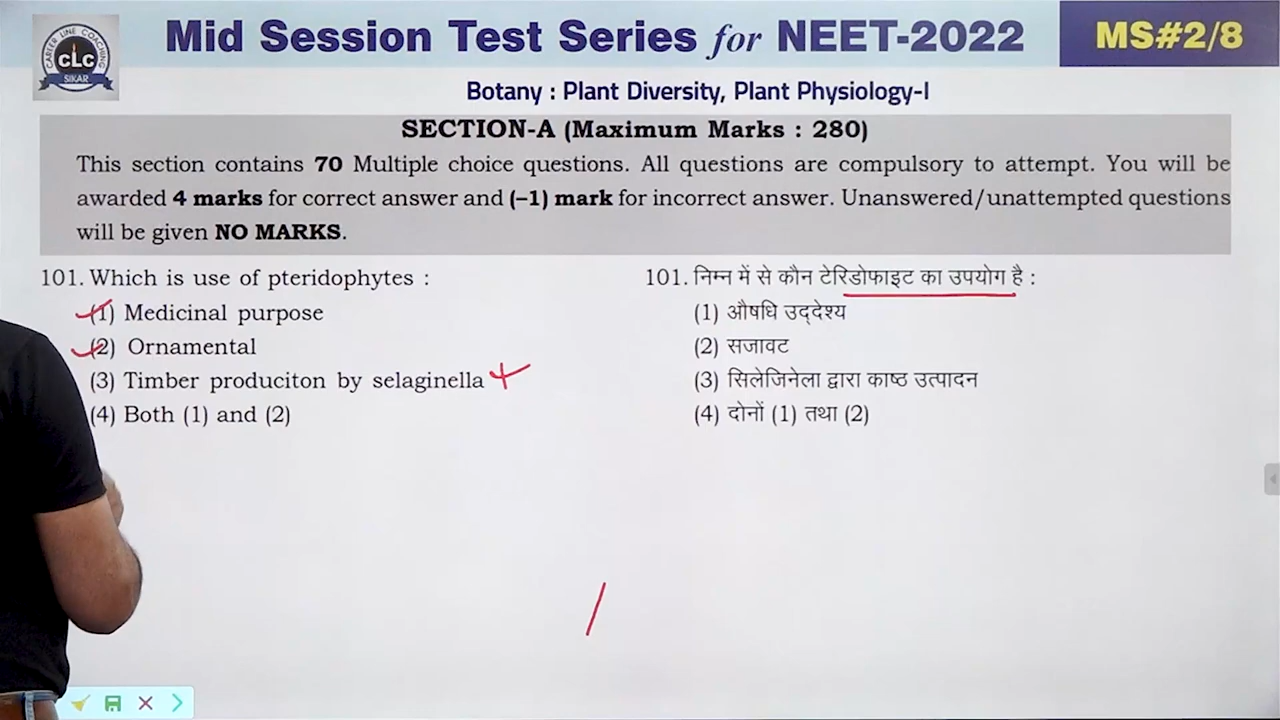 CAREER LINE COACHING
CLC
SIKAR
Mid Session Test Series for NEET-2022
MS#2/8
Botany : Plant Diversity, Plant Physiology-I
SECTION-A (Maximum Marks : 280)
This section contains 70 Multiple choice questions. All questions are compulsory to attempt. You will be
awarded 4 marks for correct answer and (–1) mark for incorrect answer. Unanswered/unattempted questions
will be given NO MARKS.
101. Which is use of pteridophytes :
(1) Medicinal purpose
(2) Ornamental
(3) Timber produciton by selaginella
(4) Both (1) and (2)
101. निम्न में से कौन टेरिडोफाइट का उपयोग है :
(1) औषधि उद्देश्य
(2) सजावट
(3) सिलेजिनेला द्वारा काष्ठ उत्पादन
(4) दोनों (1) तथा (2)